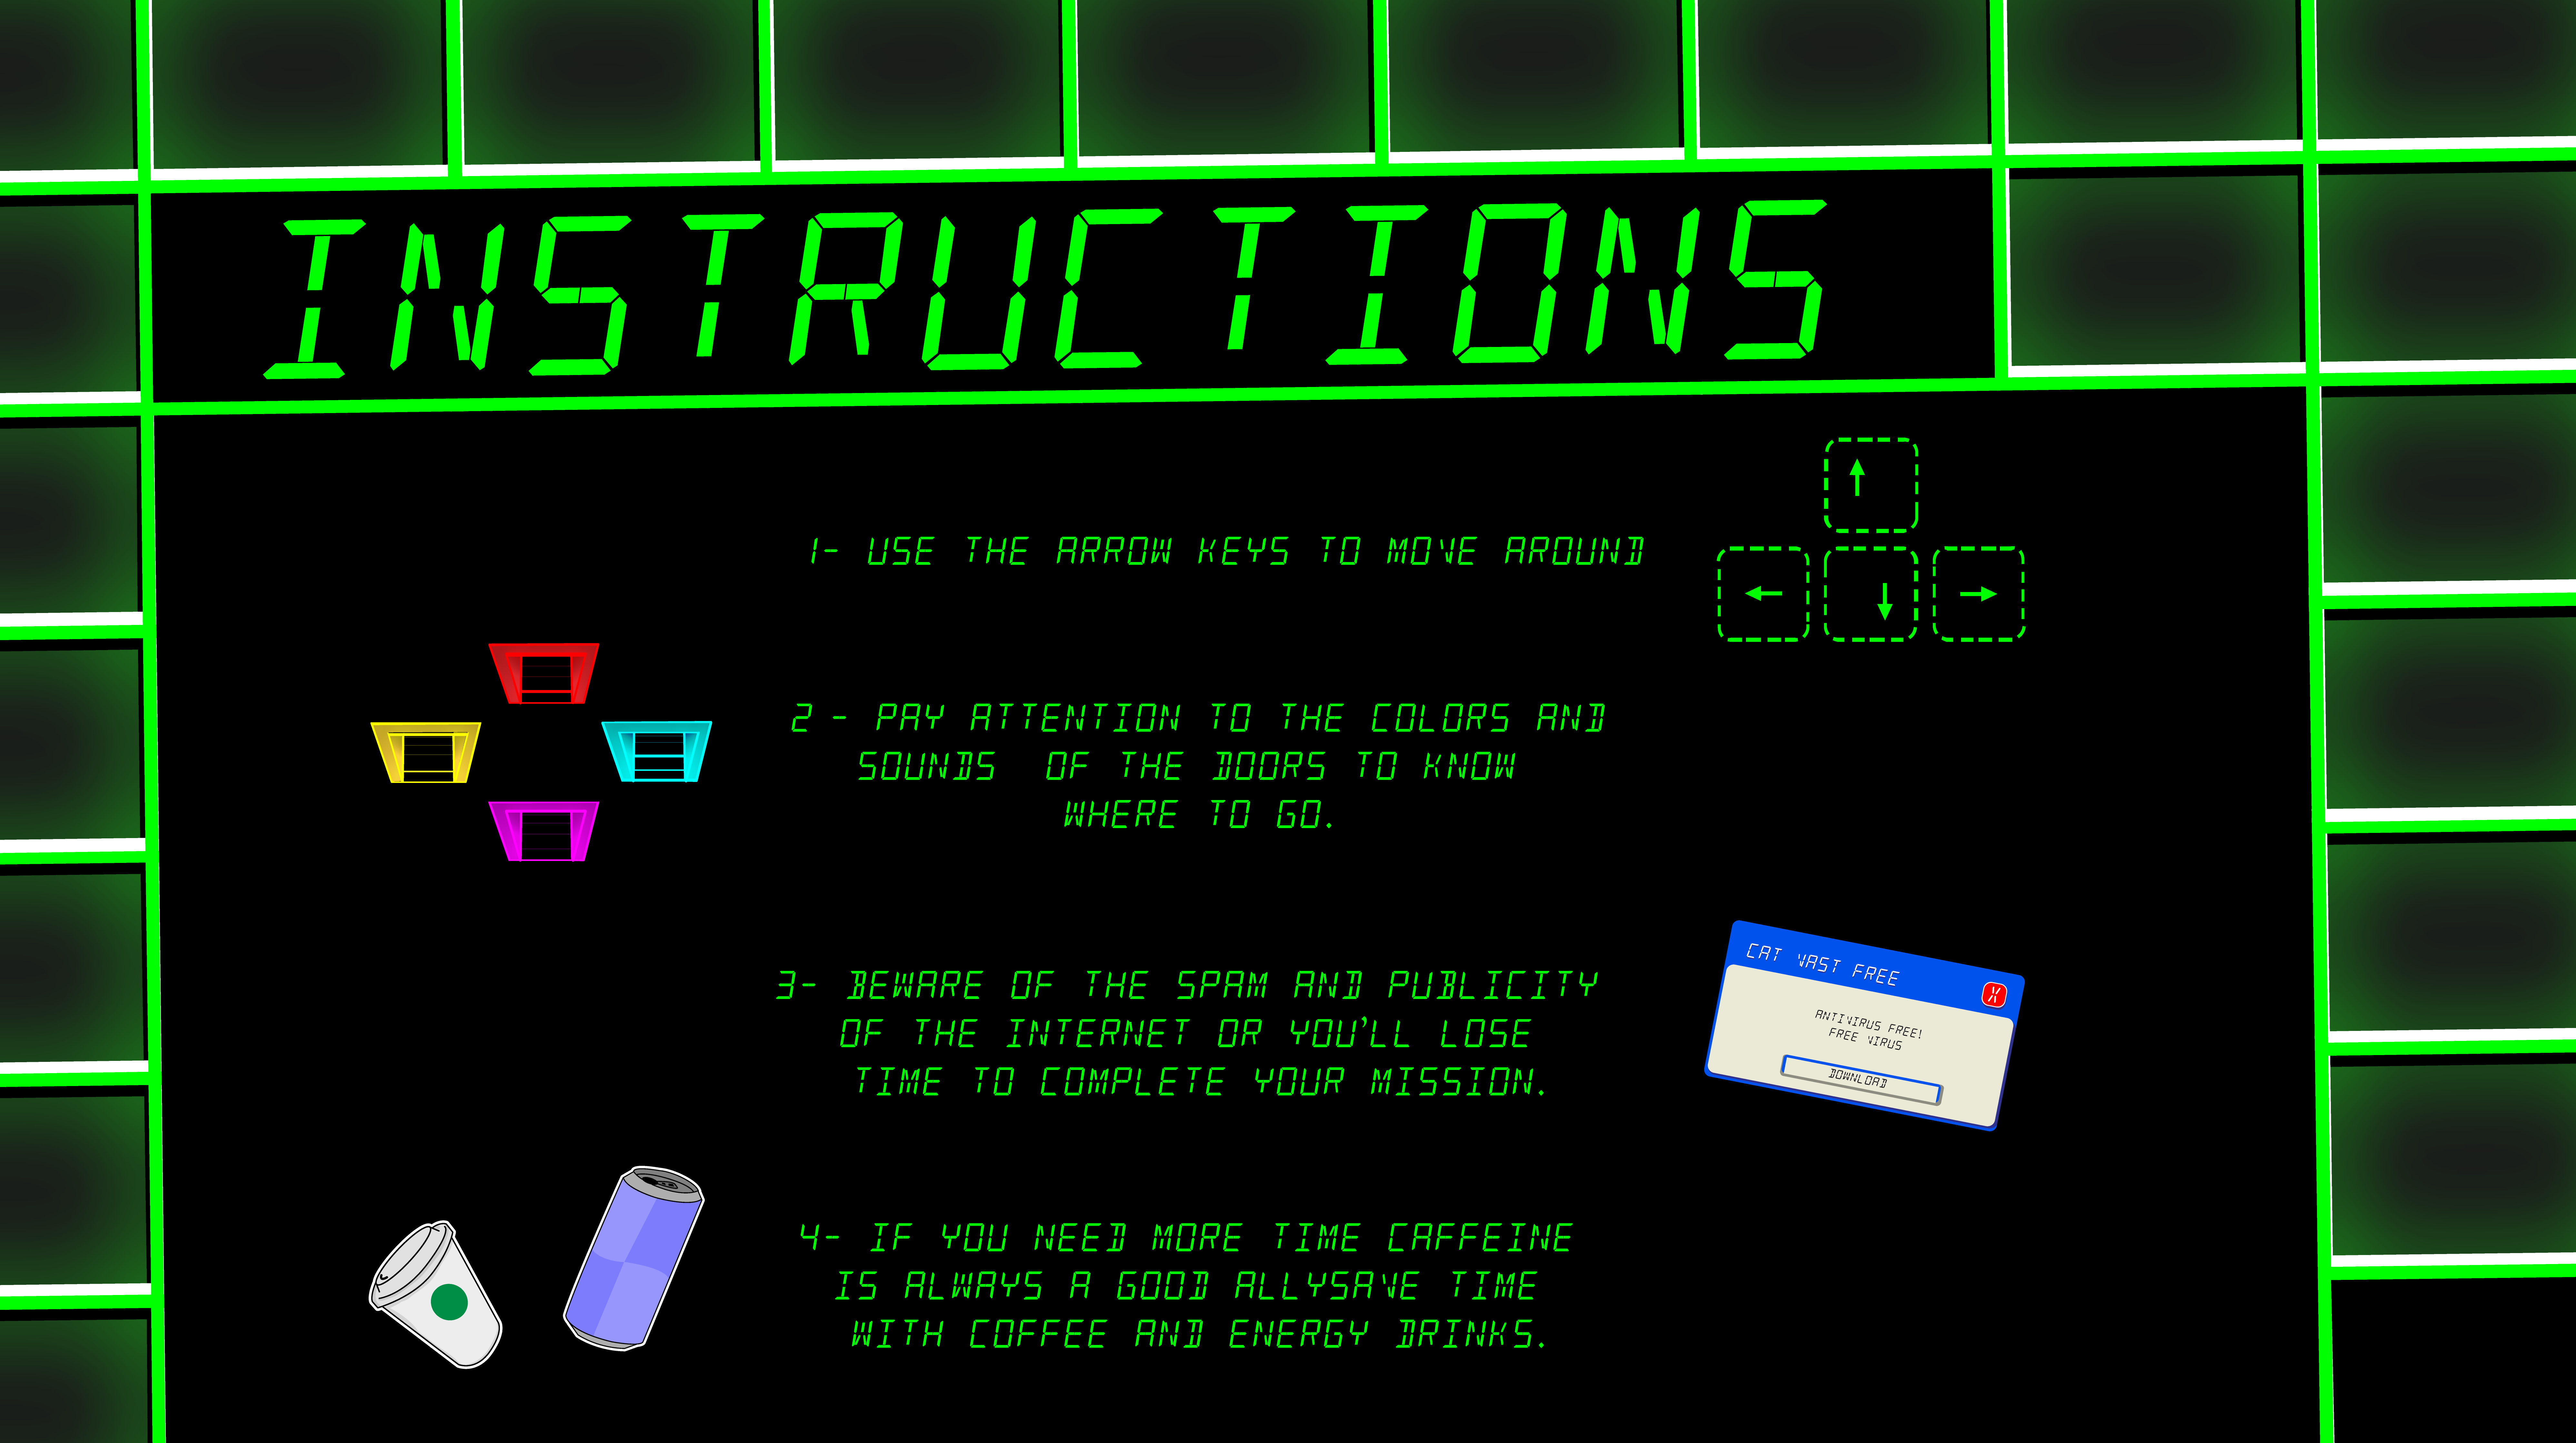 INSTRUCTIONS
1- USE THE ARROW KEYS TO MOVE AROUND
2 - PAY ATTENTION TO THE COLORS AND
SOUNDS OF THE DOORS TO KNOW
WHERE TO GO.
3- BEWARE OF THE SPAM AND PUBLICITY
OF THE INTERNET OR YOU'LL LOSE
TIME TO COMPLETE YOUR MISSION.
CAT VAST FREE
X
ANTIVIRUS FREE!
FREE VIRUS
DOWNLOAD
4- IF YOU NEED MORE TIME CAFFEINE
IS ALWAYS A GOOD ALLYSAVE TIME
WITH COFFEE AND ENERGY DRINKS.